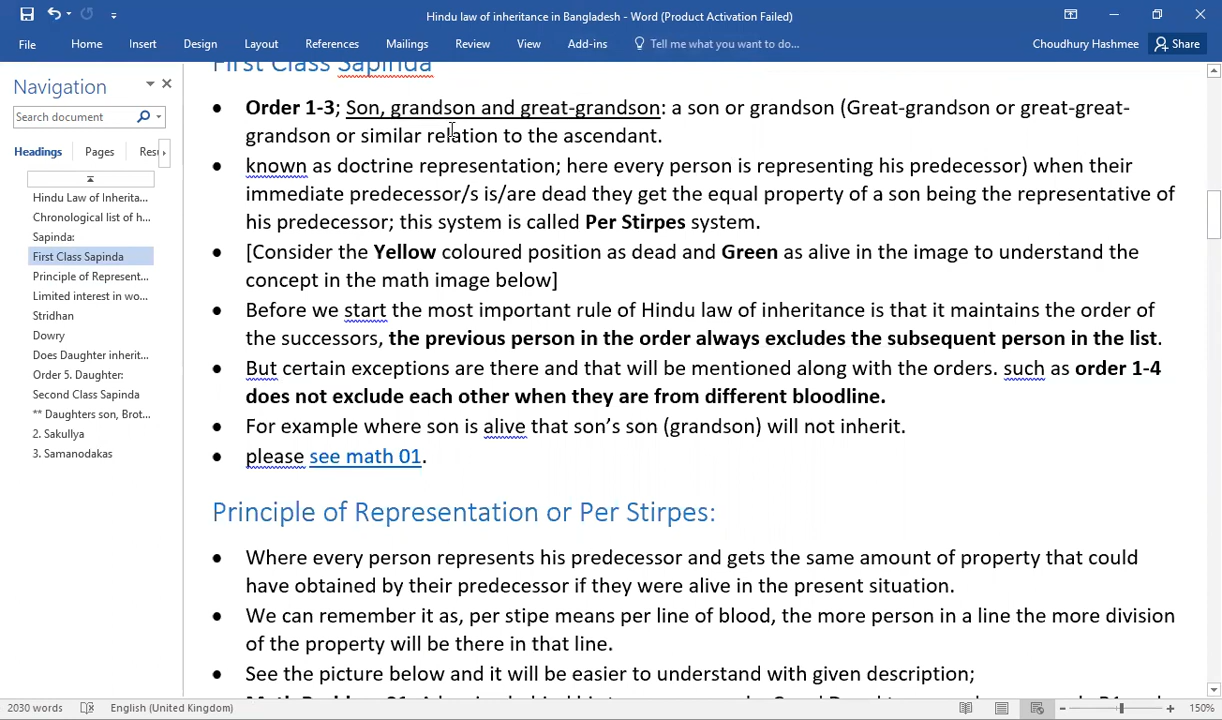 Hindu law of inheritance in Bangladesh - Word (Product Activation Failed)
File Home Insert Design Layout References Mailings Review View Add-ins Tell me what you want to do... Choudhury Hashmee Share
Navigation
Search document
Headings Pages Resu
Hindu Law of Inherita...
Chronological list of h...
Sapinda:
First Class Sapinda
Principle of Represent...
Limited interest in wo...
Stridhan
Dowry
Does Daughter inherit...
Order 5. Daughter:
Second Class Sapinda
** Daughters son, Brot...
2. Sakullya
3. Samanodakas
First Class Sapinda
• Order 1-3; Son, grandson and great-grandson: a son or grandson (Great-grandson or great-great-
grandson or similar relation to the ascendant.
• known as doctrine representation; here every person is representing his predecessor) when their
immediate predecessor/s is/are dead they get the equal property of a son being the representative of
his predecessor; this system is called Per Stirpes system.
• [Consider the Yellow coloured position as dead and Green as alive in the image to understand the
concept in the math image below]
• Before we start the most important rule of Hindu law of inheritance is that it maintains the order of
the successors, the previous person in the order always excludes the subsequent person in the list.
• But certain exceptions are there and that will be mentioned along with the orders. such as order 1-4
does not exclude each other when they are from different bloodline.
• For example where son is alive that son's son (grandson) will not inherit.
• please see math 01.
Principle of Representation or Per Stirpes:
• Where every person represents his predecessor and gets the same amount of property that could
have obtained by their predecessor if they were alive in the present situation.
• We can remember it as, per stipe means per line of blood, the more person in a line the more division
of the property will be there in that line.
• See the picture below and it will be easier to understand with given description;
2030 words English (United Kingdom) 150%